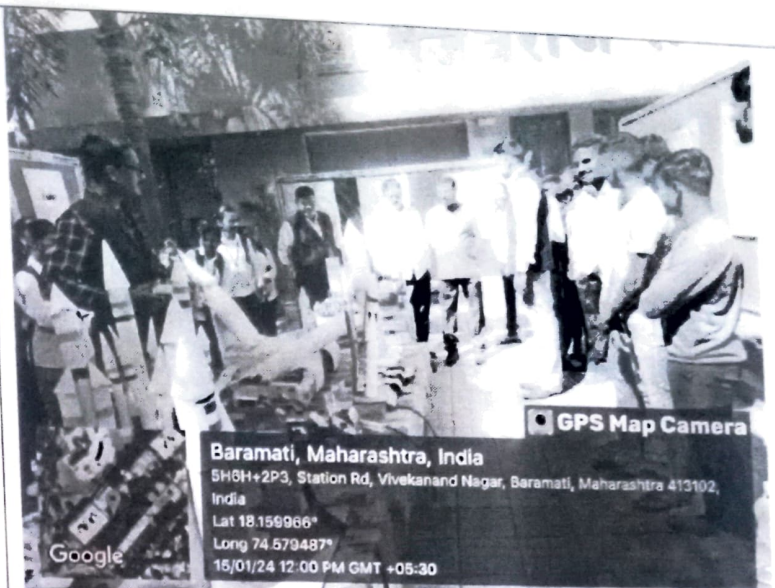 GPS Map Camera
Baramati, Maharashtra, India
5H6H+2P3, Station Rd, Vivekanand Nagar, Baramati, Maharashtra 413102,
India
Lat 18.159966°
Long 74.579487°
15/01/24 12:00 PM GMT +05:30
Google